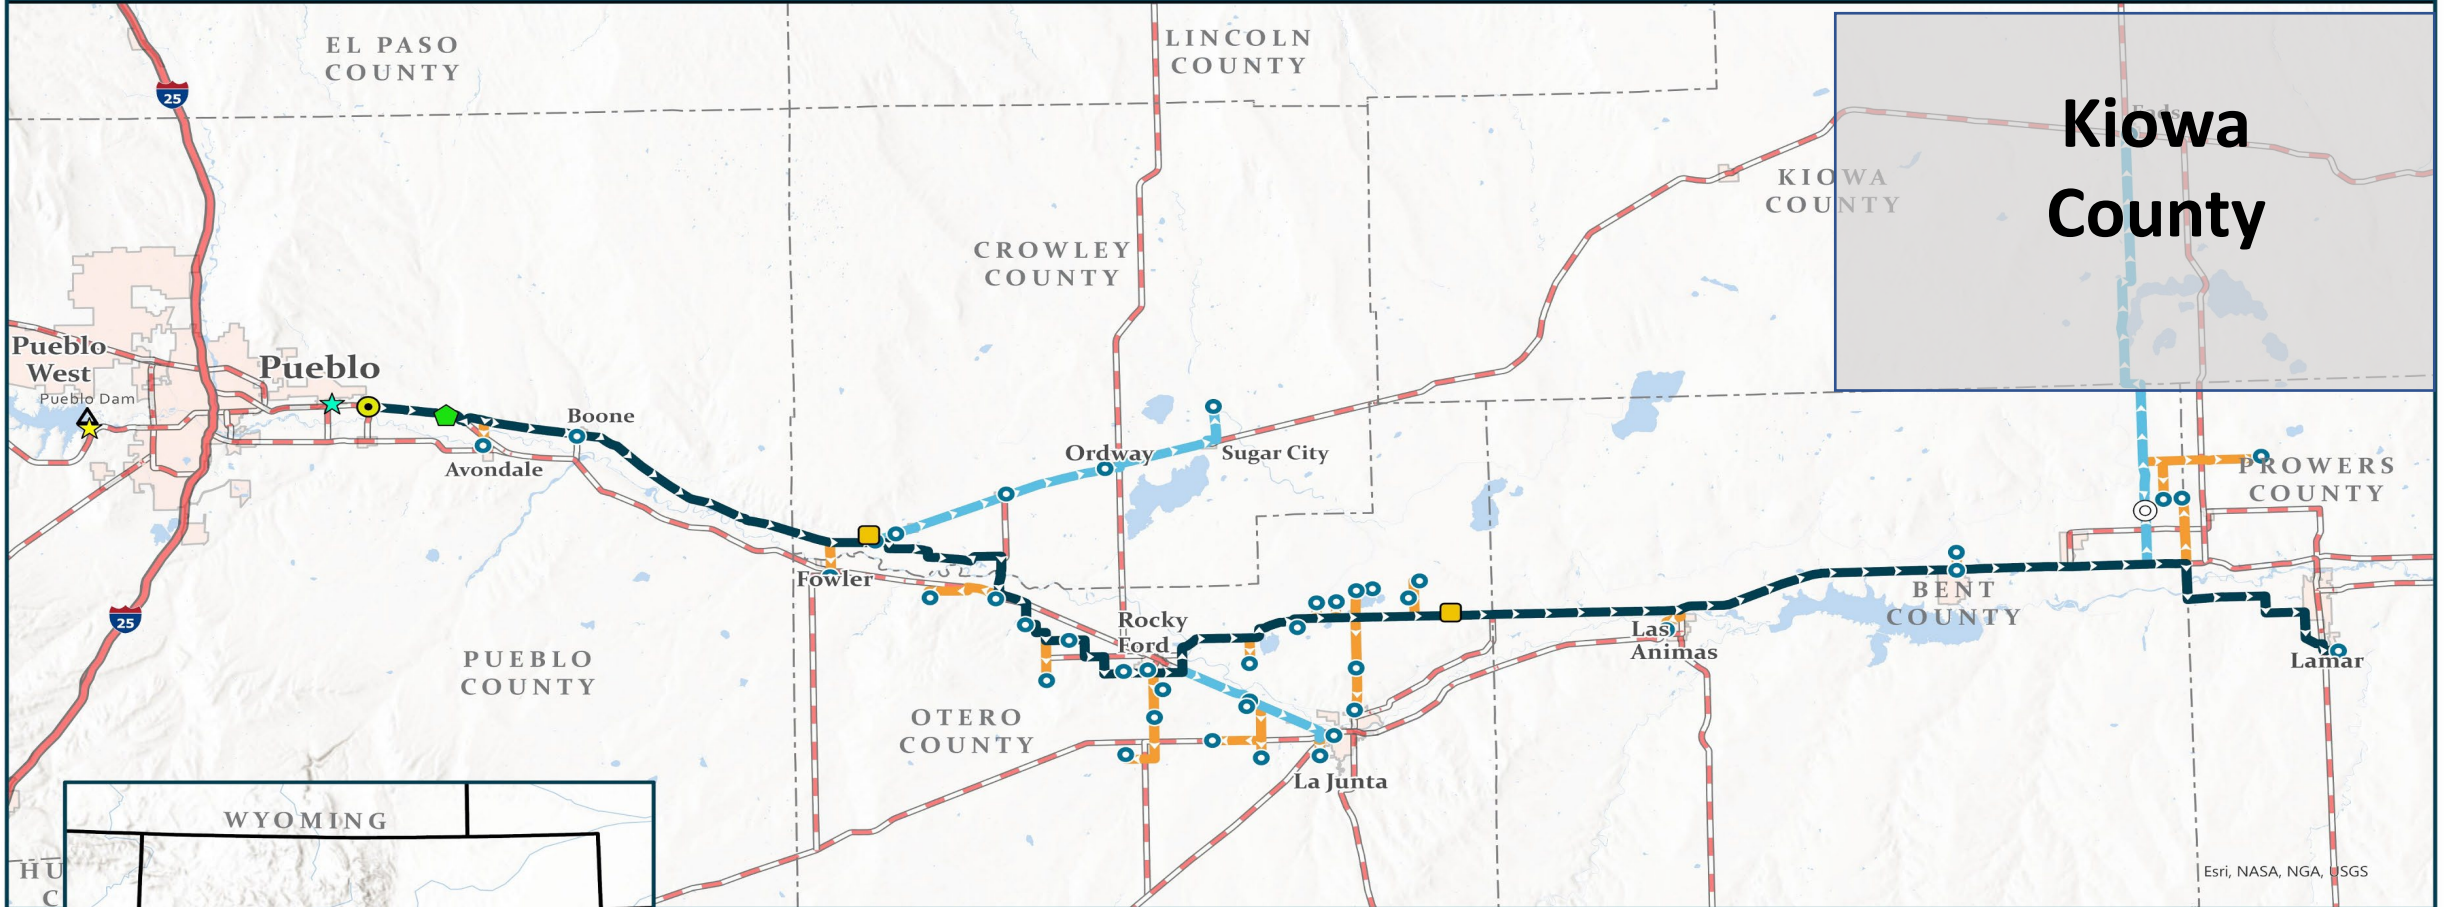 EL PASO
COUNTY
LINCOLN
COUNTY
25
Eads
Kiowa
County
KIOWA
COUNTY
CROWLEY
COUNTY
Pueblo
West
Pueblo
Pueblo Dam
Boone
Avondale
Ordway
Sugar City
PROWERS
COUNTY
Fowler
25
Rocky
Ford
BENT
COUNTY
Las
Animas
Lamar
PUEBLO
COUNTY
OTERO
COUNTY
La Junta
WYOMING
HU
C
Esri, NASA, NGA, USGS